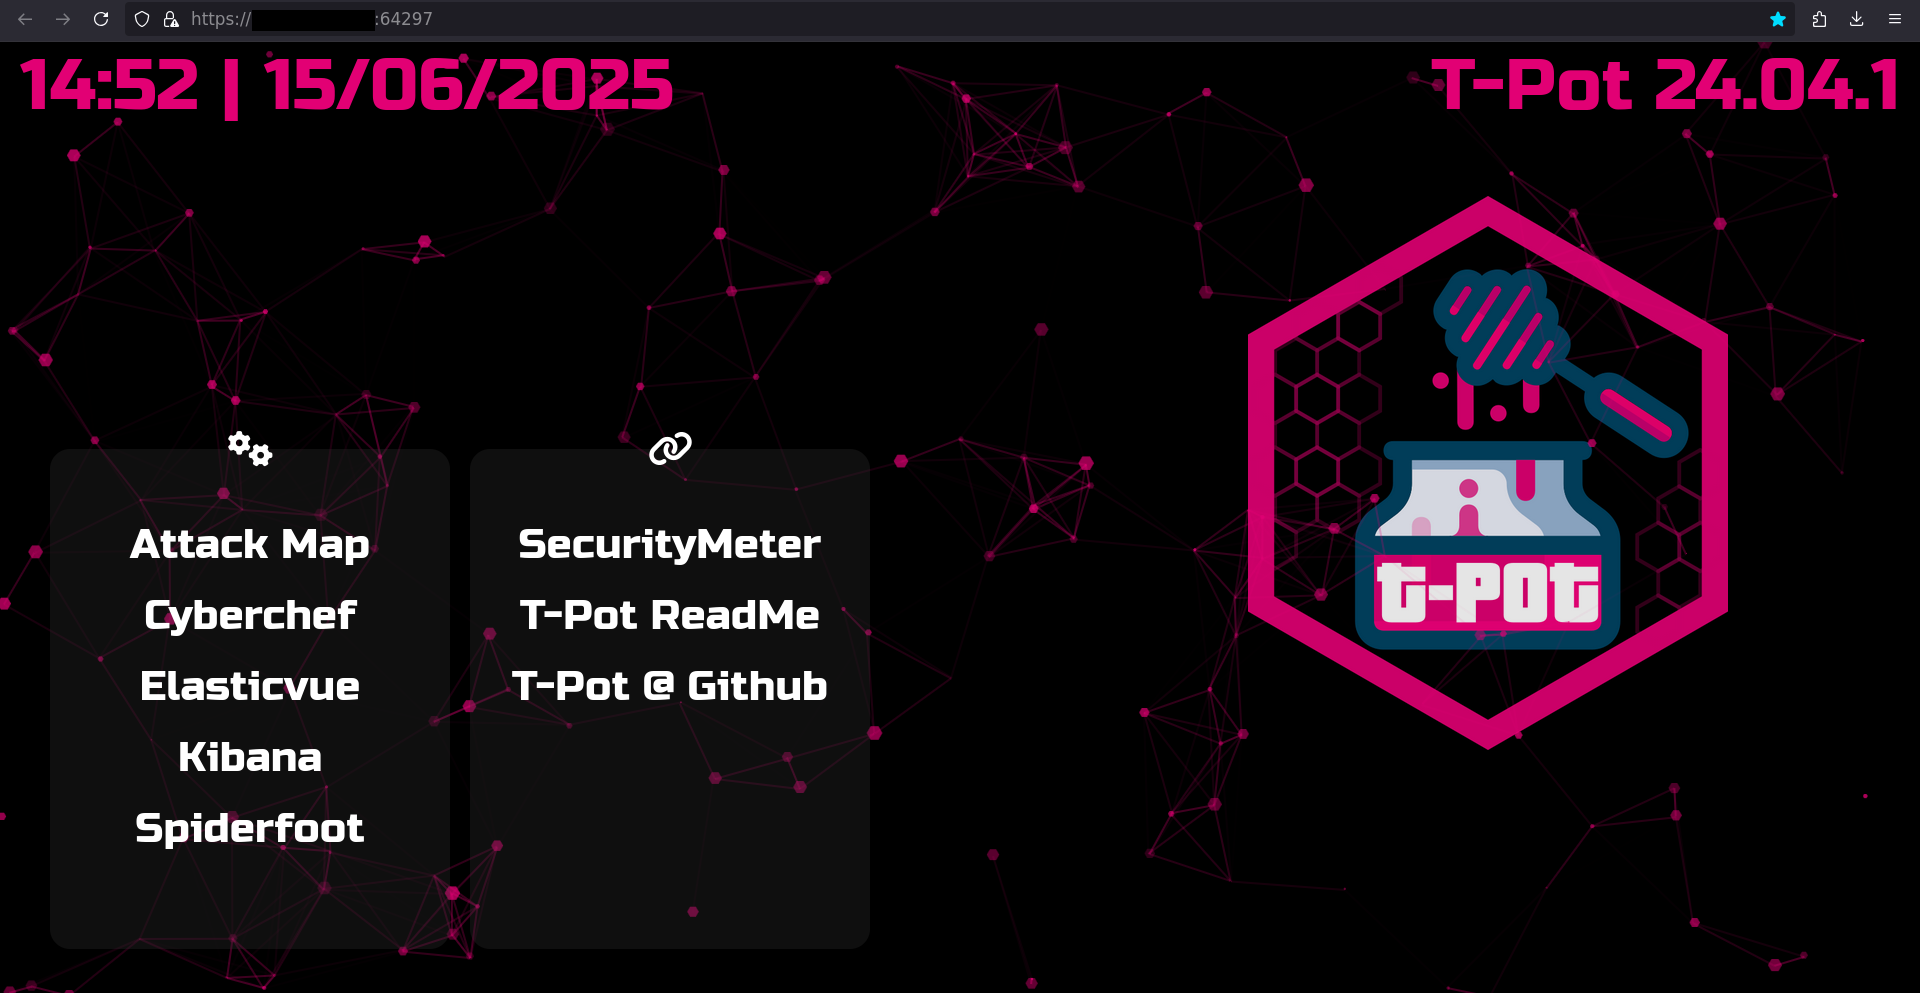 https:// :64297
14:52 | 15/06/2025
T-Pot 24.04.1
Attack Map
Cyberchef
Elasticvue
Kibana
Spiderfoot
SecurityMeter
T-Pot ReadMe
T-Pot @ Github
t-POt